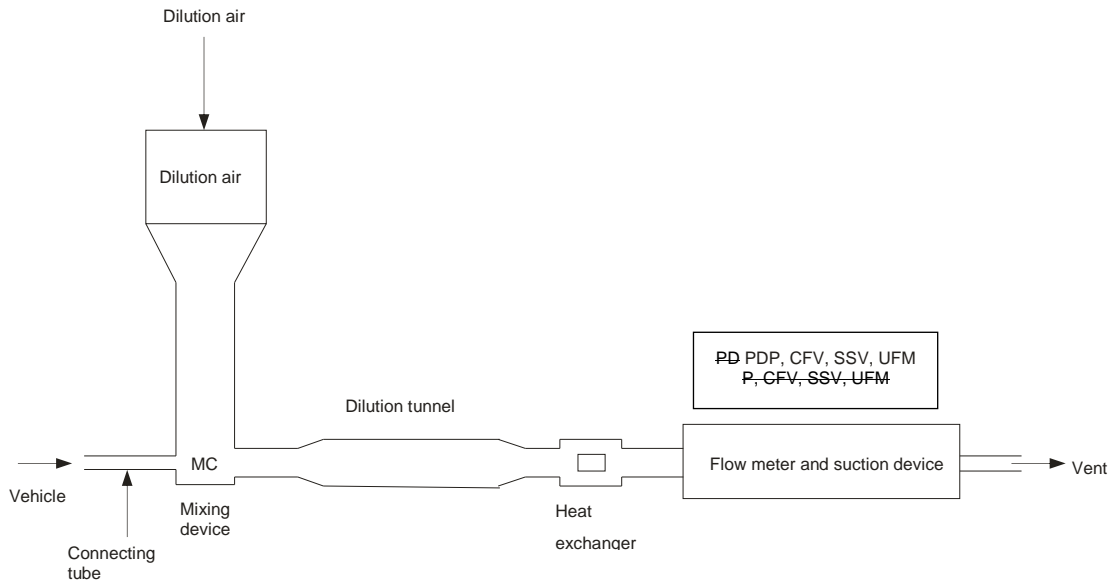 Dilution air
Dilution air
PD PDP, CFV, SSV, UFM
P, CFV, SSV, UFM
Dilution tunnel
MC
Flow meter and suction device
Vent
Vehicle
Mixing
device
Heat
exchanger
Connecting
tube